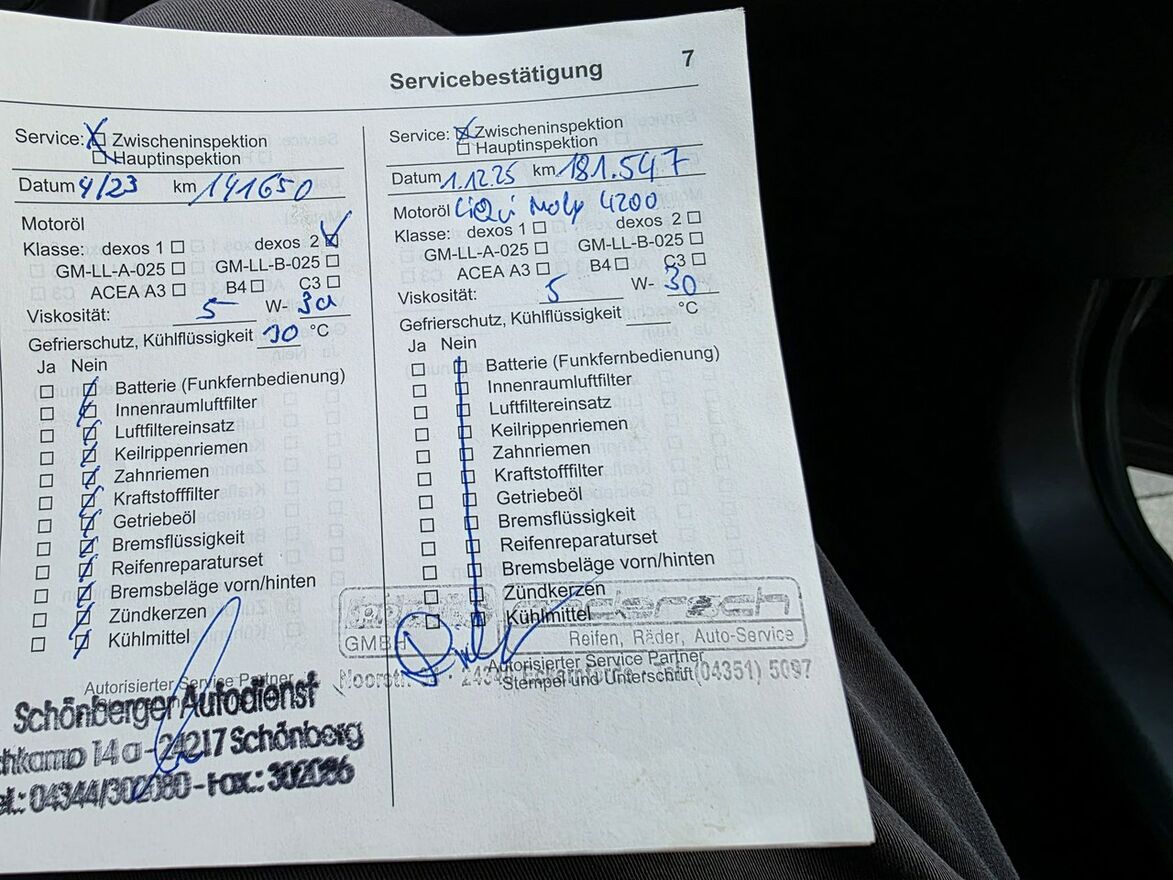 Servicebestätigung 7
Service: Zwischeninspektion
Hauptinspektion
Datum 4/23 km 141650
Motoröl
Klasse: dexos 1 dexos 2
GM-LL-A-025 GM-LL-B-025
ACEA A3 B4 C3
Viskosität: 5 W- 30
Gefrierschutz, Kühlflüssigkeit 30 °C
Ja Nein
Batterie (Funkfernbedienung)
Innenraumluftfilter
Luftfiltereinsatz
Keilrippenriemen
Zahnriemen
Kraftstofffilter
Getriebeöl
Bremsflüssigkeit
Reifenreparaturset
Bremsbeläge vorn/hinten
Zündkerzen
Kühlmittel
Autorisierter Service Partner
Schönberger Autodienst
14 a - 24217 Schönberg
Tel.: 04344/302080 - Fax.: 302086
Service: Zwischeninspektion
Hauptinspektion
Datum 1.12.25 km 181.547
Motoröl LiQui Moly 4200
Klasse: dexos 1 dexos 2
GM-LL-A-025 GM-LL-B-025
ACEA A3 B4 C3
Viskosität: 5 W- 30
Gefrierschutz, Kühlflüssigkeit °C
Ja Nein
Batterie (Funkfernbedienung)
Innenraumluftfilter
Luftfiltereinsatz
Keilrippenriemen
Zahnriemen
Kraftstofffilter
Getriebeöl
Bremsflüssigkeit
Reifenreparaturset
Bremsbeläge vorn/hinten
Zündkerzen
Kühlmittel
GMBH Reifen, Räder, Auto-Service
Autorisierter Service Partner
Stempel und Unterschrift
(04351) 5097